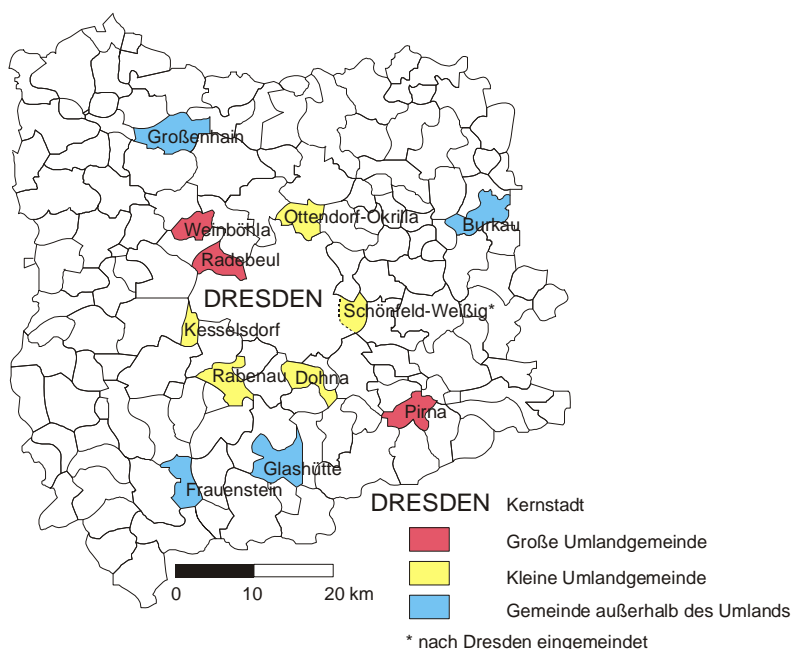 Großenhain
Weinböhla
Ottendorf-Okrilla
Burkau
Radebeul
DRESDEN
Schönfeld-Weißig*
Kesselsdorf
Rabenau
Dohna
Pirna
Glashütte
Frauenstein
DRESDEN Kernstadt
Große Umlandgemeinde
Kleine Umlandgemeinde
Gemeinde außerhalb des Umlands
0 10 20 km
* nach Dresden eingemeindet